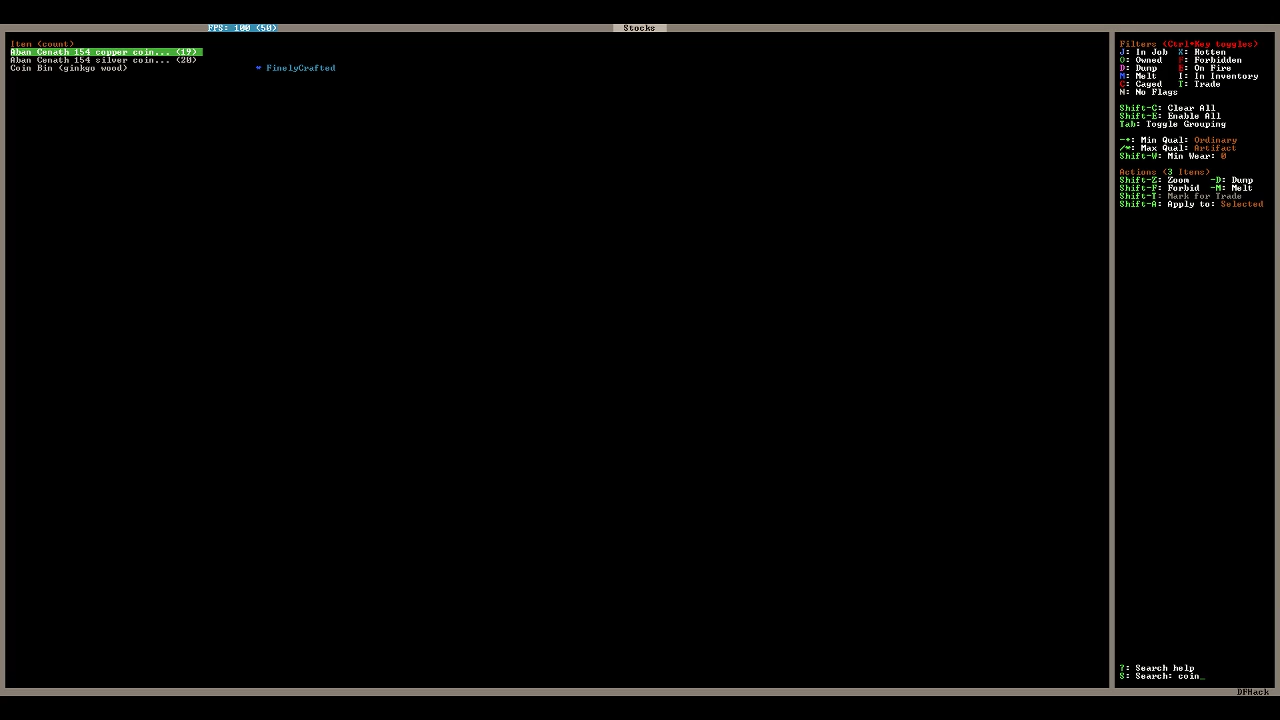 FPS: 100 (50)
Stocks
Item (count)
Aban Cenath 154 copper coin... (19)
Aban Cenath 154 silver coin... (20)
Coin Bin (ginkgo wood) * FinelyCrafted
Filters (Ctrl+Key toggles)
J: In Job X: Rotten
O: Owned F: Forbidden
D: Dump E: On Fire
M: Melt I: In Inventory
C: Caged T: Trade
N: No Flags
Shift-C: Clear All
Shift-E: Enable All
Tab: Toggle Grouping
-+: Min Qual: Ordinary
/*: Max Qual: Artifact
Shift-W: Min Wear: 0
Actions (3 Items)
Shift-Z: Zoom -D: Dump
Shift-F: Forbid -M: Melt
Shift-T: Mark for Trade
Shift-A: Apply to: Selected
?: Search help
S: Search: coin_
DFHack